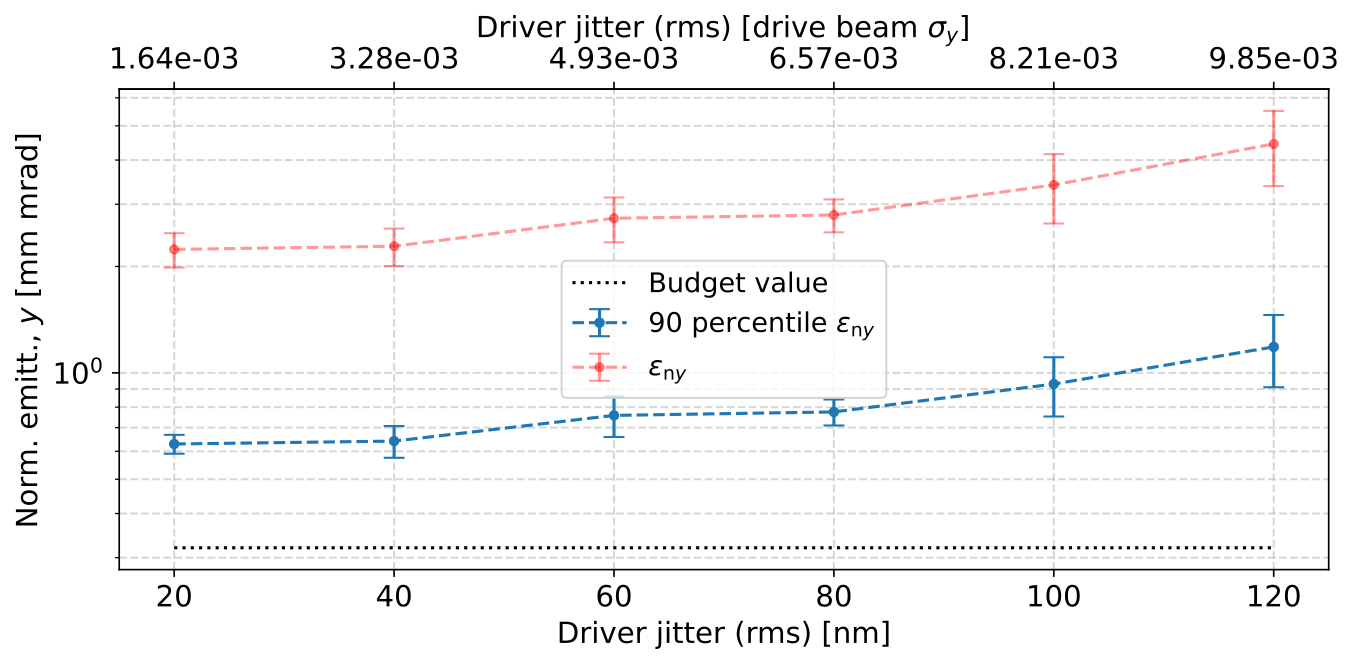 Driver jitter (rms) [drive beam σy]
1.64e-03 3.28e-03 4.93e-03 6.57e-03 8.21e-03 9.85e-03
Norm. emitt., y [mm mrad]
10⁰
Budget value
90 percentile εny
εny
20 40 60 80 100 120
Driver jitter (rms) [nm]